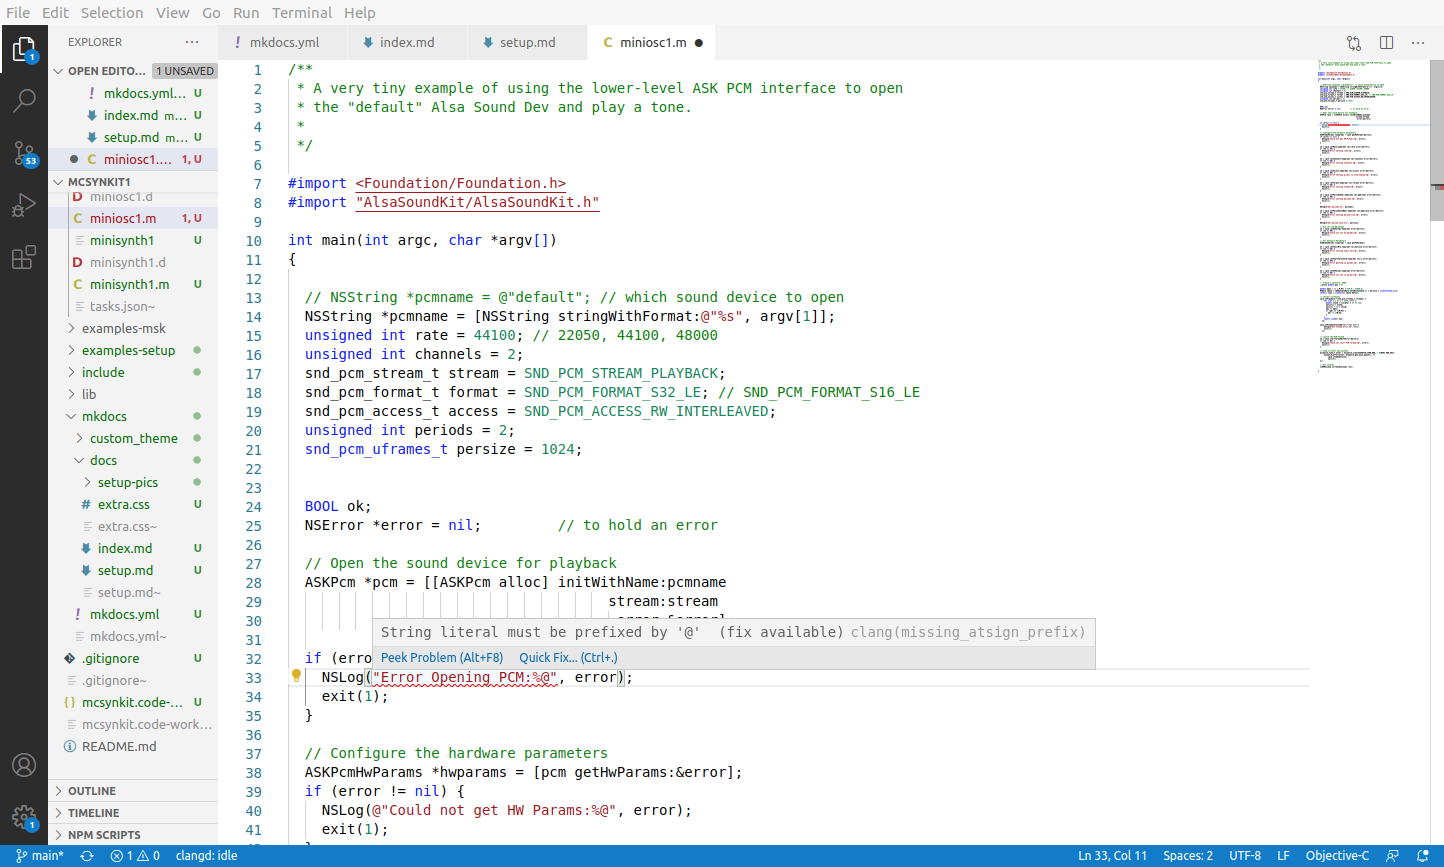 File Edit Selection View Go Run Terminal Help
EXPLORER
OPEN EDITO... 1 UNSAVED
mkdocs.yml... U
index.md m... U
setup.md m... U
miniosc1.... 1, U
MCSYNKIT1
miniosc1.d
miniosc1.m 1, U
minisynth1 U
minisynth1.d
minisynth1.m U
tasks.json~
examples-msk
examples-setup
include
lib
mkdocs
custom_theme
docs
setup-pics
extra.css U
extra.css~
index.md U
setup.md U
setup.md~
mkdocs.yml U
mkdocs.yml~
.gitignore U
.gitignore~
mcsynkit.code-... U
mcsynkit.code-work...
README.md
OUTLINE
TIMELINE
NPM SCRIPTS
1
53
1
mkdocs.yml index.md setup.md miniosc1.m
1 /**
2 * A very tiny example of using the lower-level ASK PCM interface to open
3 * the "default" Alsa Sound Dev and play a tone.
4 *
5 */
6
7 #import <Foundation/Foundation.h>
8 #import "AlsaSoundKit/AlsaSoundKit.h"
9
10 int main(int argc, char *argv[])
11 {
12
13 // NSString *pcmname = @"default"; // which sound device to open
14 NSString *pcmname = [NSString stringWithFormat:@"%s", argv[1]];
15 unsigned int rate = 44100; // 22050, 44100, 48000
16 unsigned int channels = 2;
17 snd_pcm_stream_t stream = SND_PCM_STREAM_PLAYBACK;
18 snd_pcm_format_t format = SND_PCM_FORMAT_S32_LE; // SND_PCM_FORMAT_S16_LE
19 snd_pcm_access_t access = SND_PCM_ACCESS_RW_INTERLEAVED;
20 unsigned int periods = 2;
21 snd_pcm_uframes_t persize = 1024;
22
23
24 BOOL ok;
25 NSError *error = nil; // to hold an error
26
27 // Open the sound device for playback
28 ASKPcm *pcm = [[ASKPcm alloc] initWithName:pcmname
29 stream:stream
30
31
String literal must be prefixed by '@' (fix available) clang(missing_atsign_prefix)
Peek Problem (Alt+F8) Quick Fix... (Ctrl+.)
32 if (erro
33 NSLog("Error Opening PCM:%@", error);
34 exit(1);
35 }
36
37 // Configure the hardware parameters
38 ASKPcmHwParams *hwparams = [pcm getHwParams:&error];
39 if (error != nil) {
40 NSLog(@"Could not get HW Params:%@", error);
41 exit(1);
main* 1 0 clangd: idle Ln 33, Col 11 Spaces: 2 UTF-8 LF Objective-C